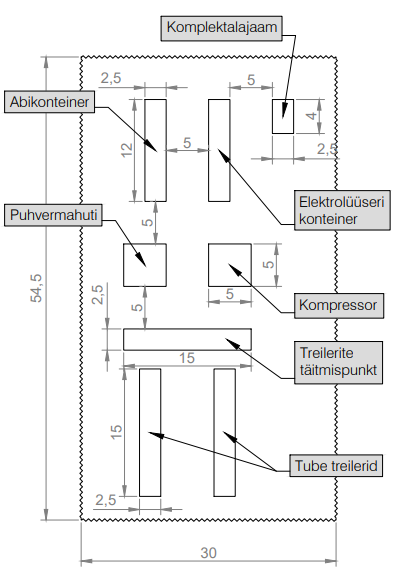 Komplektalajaam
2,5
5
Abikonteiner
12
5
4
2,5
Puhvermahuti
5
Elektrolüüseri
konteiner
54,5
5
5
Kompressor
2,5
5
15
Treilerite
täitmispunkt
15
Tube treilerid
2,5
30